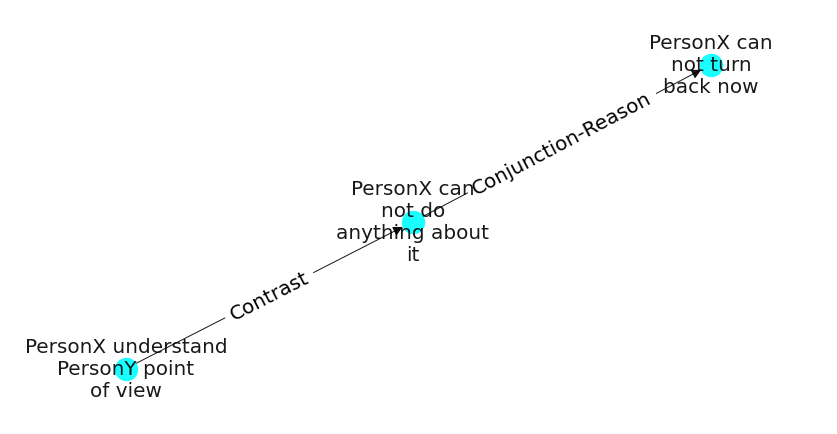 PersonX can
not turn
back now
Conjunction-Reason
PersonX can
not do
anything about
it
Contrast
PersonX understand
PersonY point
of view